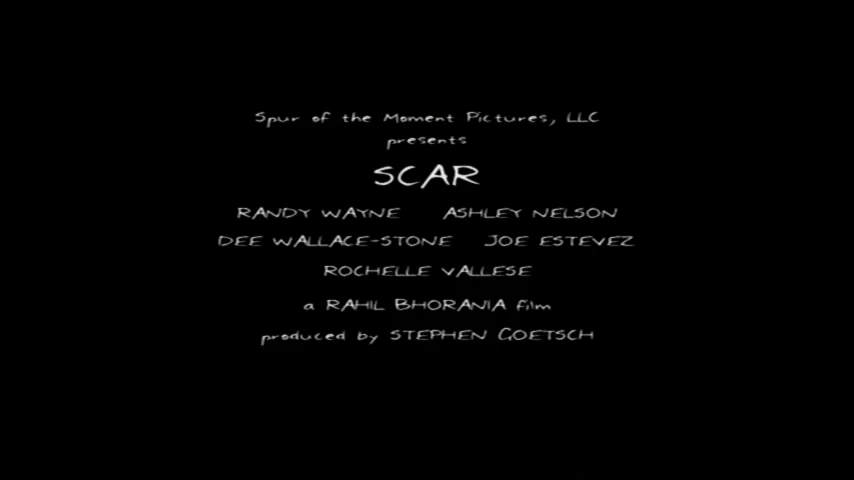 Spur of the Moment Pictures, LLC
presents
SCAR
RANDY WAYNE ASHLEY NELSON
DEE WALLACE-STONE JOE ESTEVEZ
ROCHELLE VALLESE
a RAHIL BHORANIA film
produced by STEPHEN GOETSCH